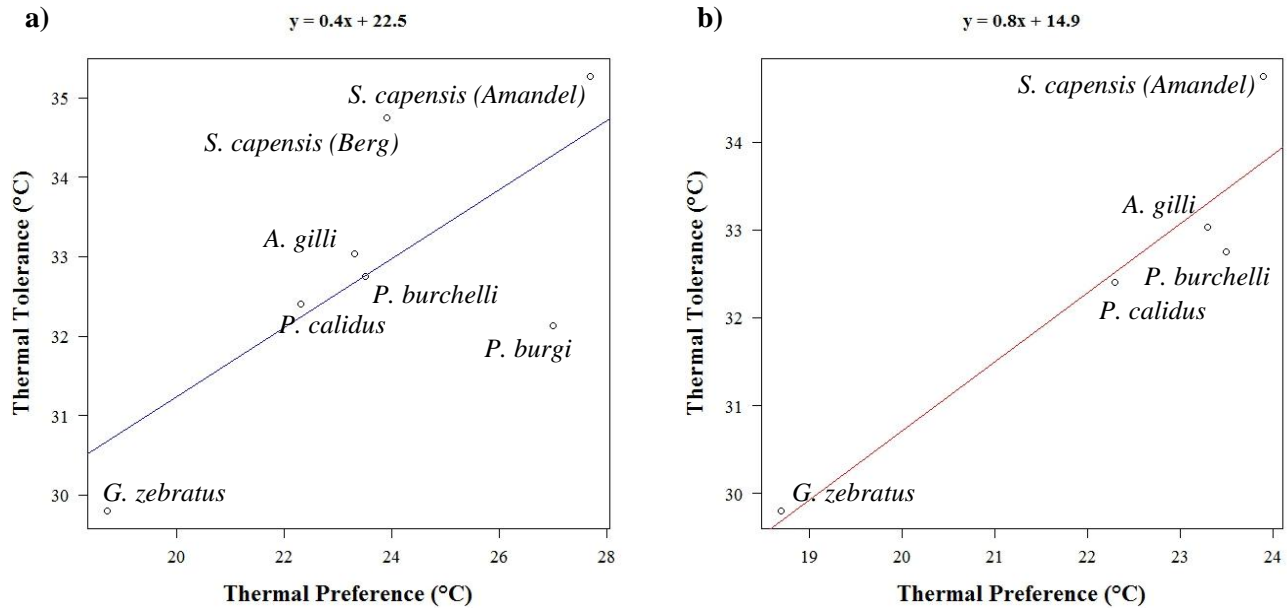 a)
y = 0.4x + 22.5
Thermal Tolerance (°C)
35
34
33
32
31
30
S. capensis (Amandel)
S. capensis (Berg)
A. gilli
P. burchelli
P. calidus
P. burgi
G. zebratus
20
22
24
26
28
Thermal Preference (°C)
b)
y = 0.8x + 14.9
Thermal Tolerance (°C)
34
33
32
31
30
S. capensis (Amandel)
A. gilli
P. burchelli
P. calidus
G. zebratus
19
20
21
22
23
24
Thermal Preference (°C)